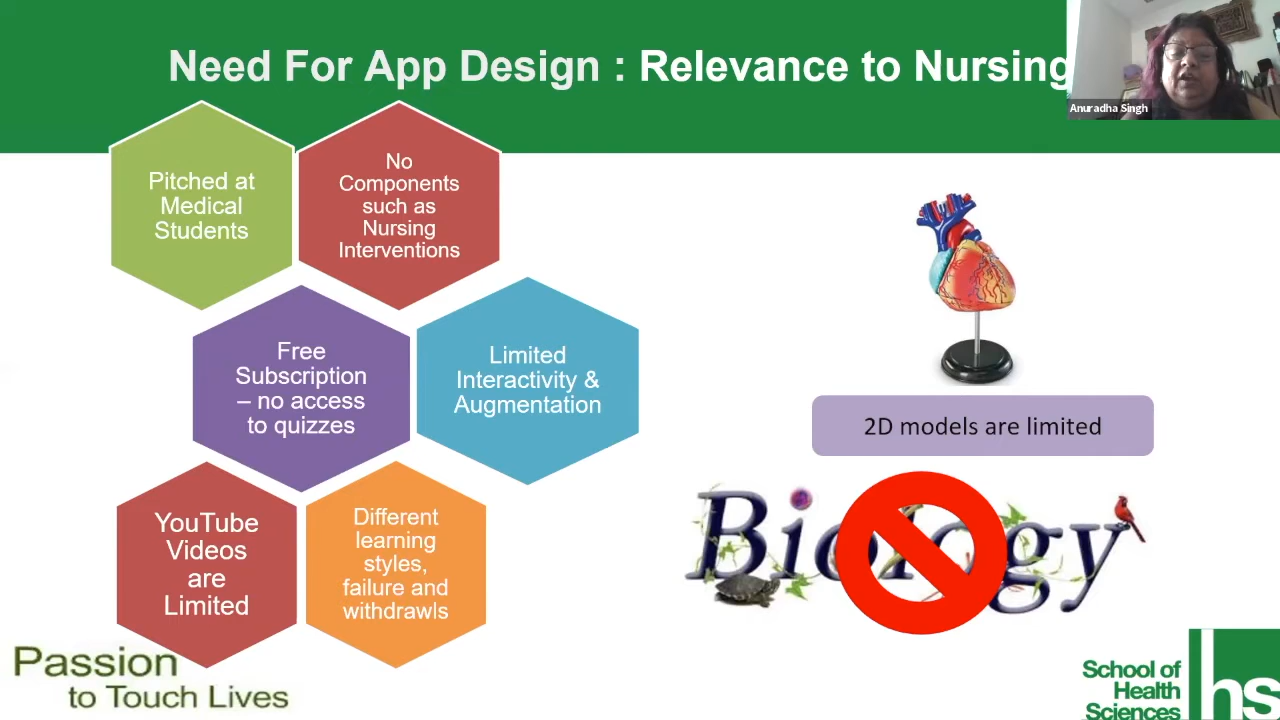 Need For App Design : Relevance to Nursing
Anuradha Singh
Pitched at
Medical
Students
No
Components
such as
Nursing
Interventions
Free
Subscription
– no access
to quizzes
Limited
Interactivity &
Augmentation
YouTube
Videos
are
Limited
Different
learning
styles,
failure and
withdrawls
2D models are limited
Biology
Passion
to Touch Lives
School of
Health
Sciences
hs